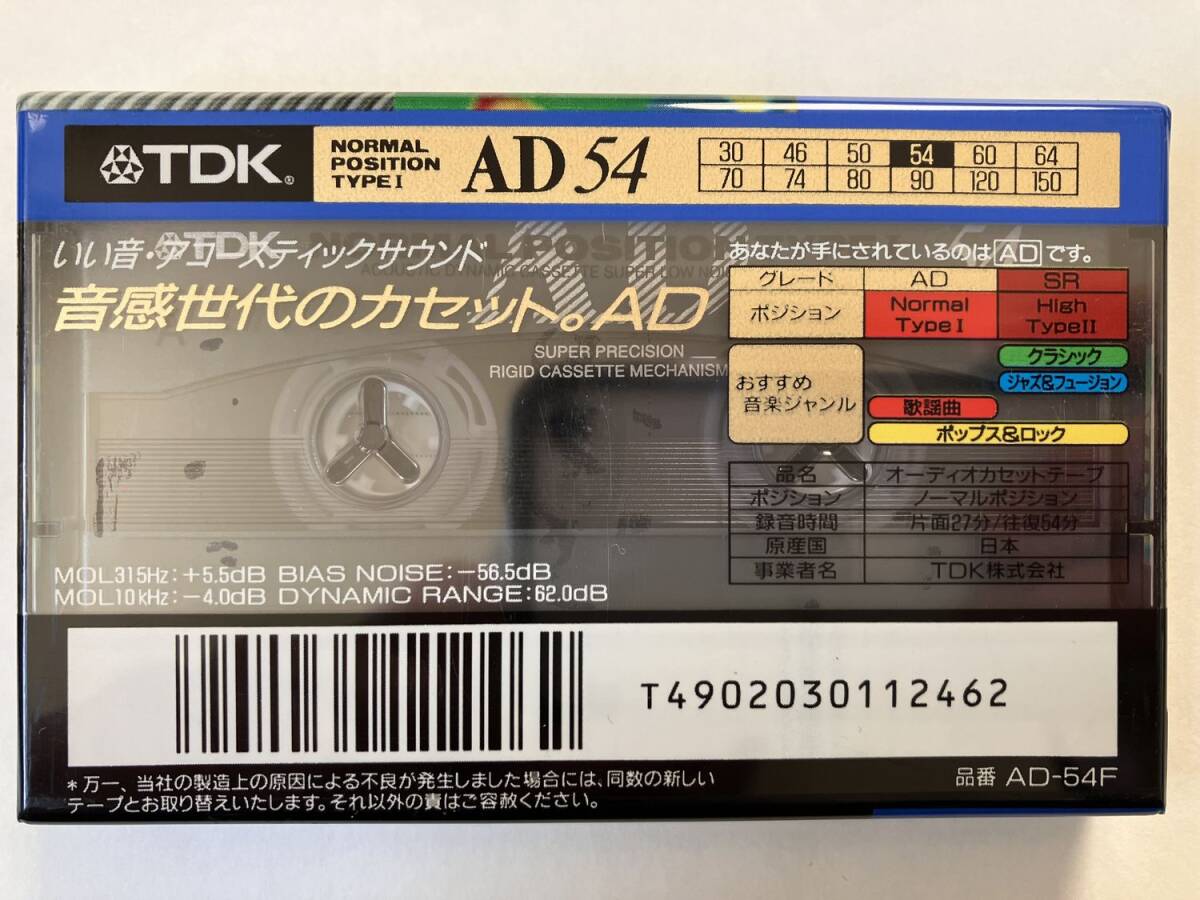 TDK®
NORMAL
POSITION
TYPE I
AD 54
30 46 50 54 60 64
70 74 80 90 120 150
いい音・アコースティックサウンド
TDK
音感世代のカセット。AD
SUPER PRECISION
RIGID CASSETTE MECHANISM
あなたが手にされているのは AD です。
グレード AD SR
ポジション Normal Type I High Type II
おすすめ
音楽ジャンル
クラシック
ジャズ&フュージョン
歌謡曲
ポップス&ロック
品名 オーディオカセットテープ
ポジション ノーマルポジション
録音時間 片面27分/往復54分
原産国 日本
事業者名 TDK株式会社
MOL315Hz:+5.5dB BIAS NOISE:-56.5dB
MOL10kHz:-4.0dB DYNAMIC RANGE:62.0dB
T4902030112462
*万一、当社の製造上の原因による不良が発生しました場合には、同数の新しい
テープとお取り替えいたします。それ以外の責はご容赦ください。
品番 AD-54F